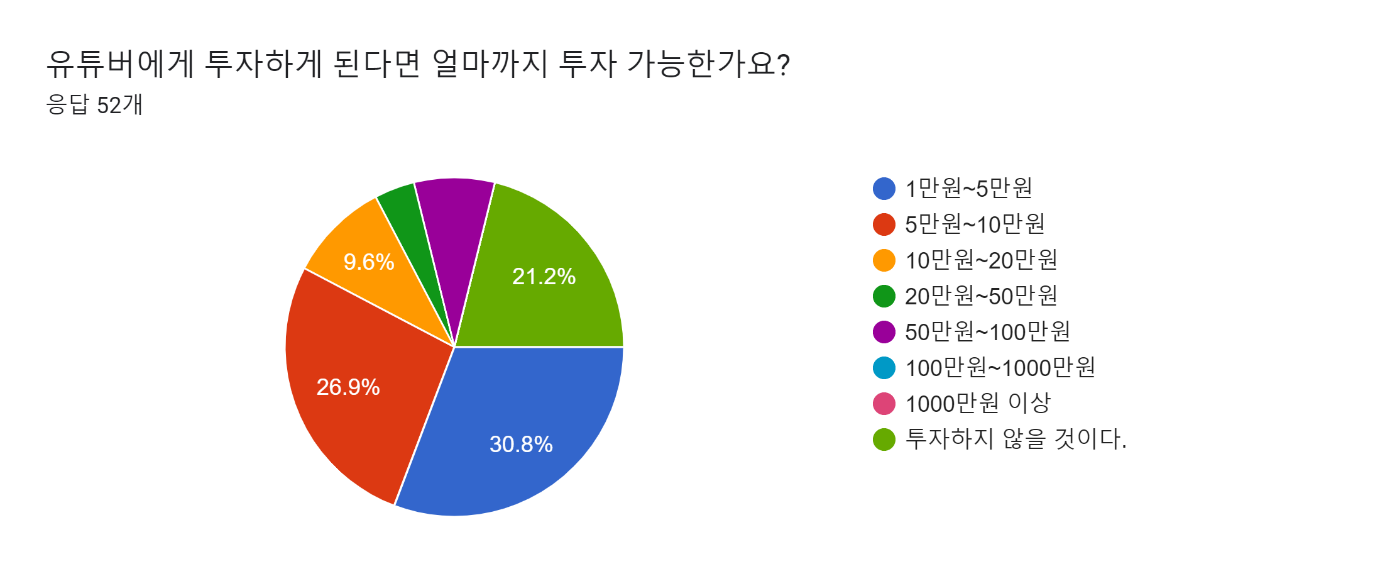 유튜버에게 투자하게 된다면 얼마까지 투자 가능한가요?
응답 52개
1만원~5만원
5만원~10만원
10만원~20만원
20만원~50만원
50만원~100만원
100만원~1000만원
1000만원 이상
투자하지 않을 것이다.
9.6%
21.2%
26.9%
30.8%